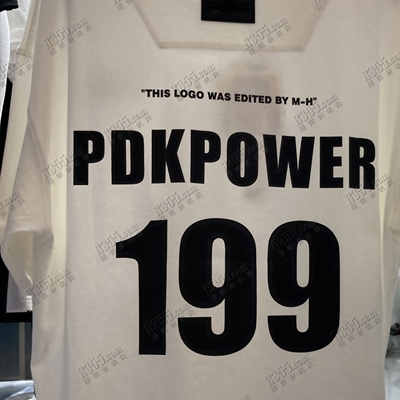 "THIS LOGO WAS EDITED BY M-H"
PDKPOWER
199